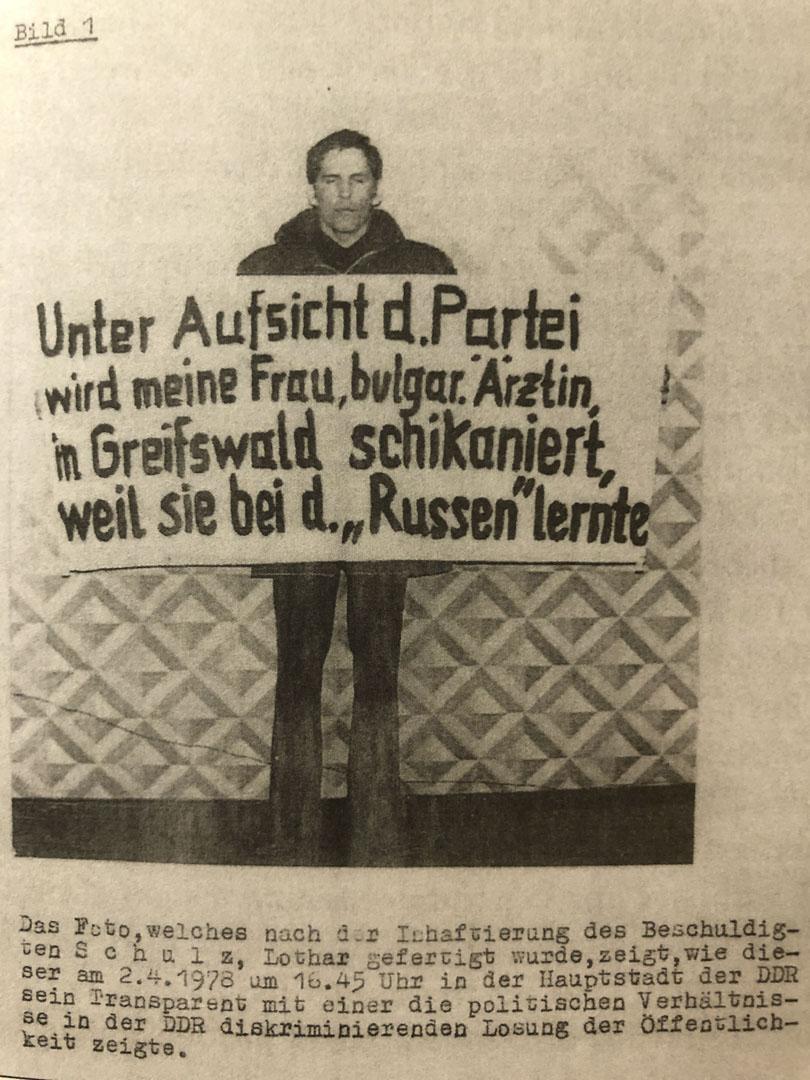 Bild 1
Unter Aufsicht d. Partei
wird meine Frau, bulgar. Ärztin,
in Greifswald schikaniert,
weil sie bei d. „Russen" lernte
Das Foto,welches nach der Inhaftierung des Beschuldig-
ten S c h u l z, Lothar gefertigt wurde,zeigt,wie die-
ser am 2.4.1978 um 16.45 Uhr in der Hauptstadt der DDR
sein Transparent mit einer die politischen Verhältnis-
se in der DDR diskriminierenden Losung der Öffentlich-
keit zeigte.